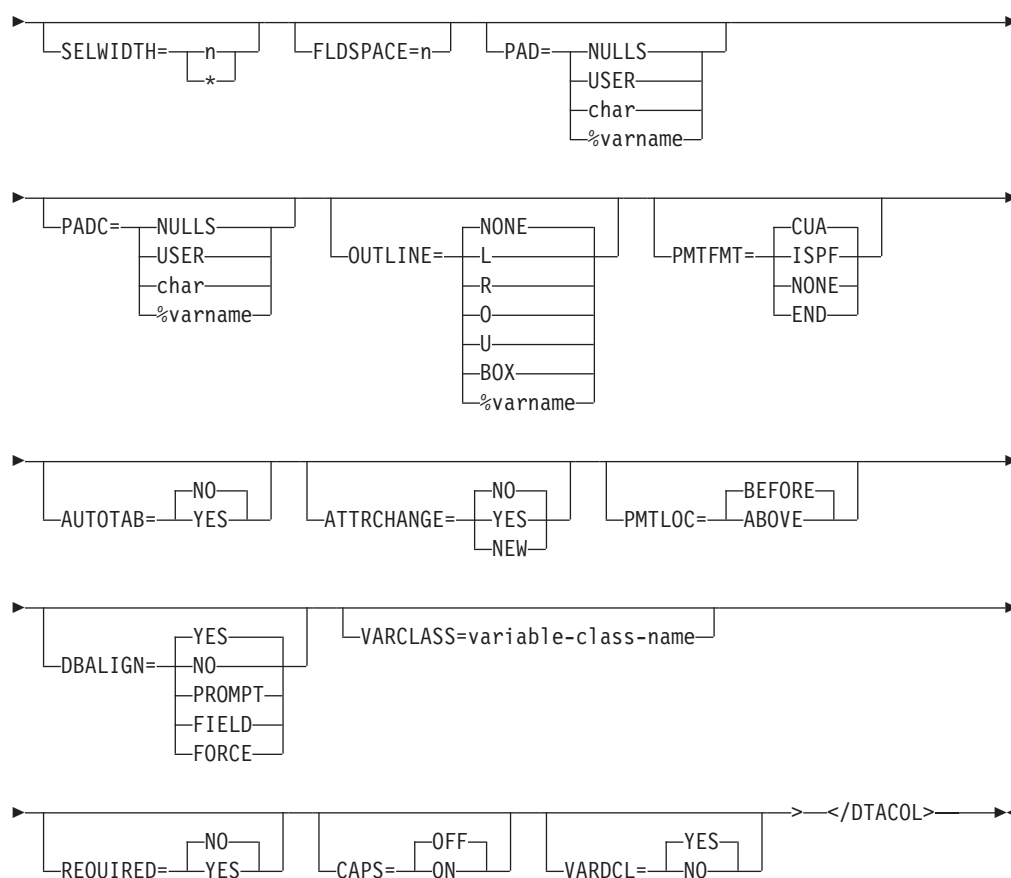 SELWIDTH= n FLDSPACE=n PAD= NULLS
* USER
char
%varname
NONE CUA
PADC= NULLS OUTLINE= L PMTFMT= ISPF
USER R NONE
char O END
%varname U
BOX
%varname
NO NO BEFORE
AUTOTAB= YES ATTRCHANGE= YES PMTLOC= ABOVE
NEW
YES VARCLASS=variable-class-name
DBALIGN= NO
PROMPT
FIELD
FORCE
NO OFF YES > </DTACOL>
REQUIRED= YES CAPS= ON VARDCL= NO